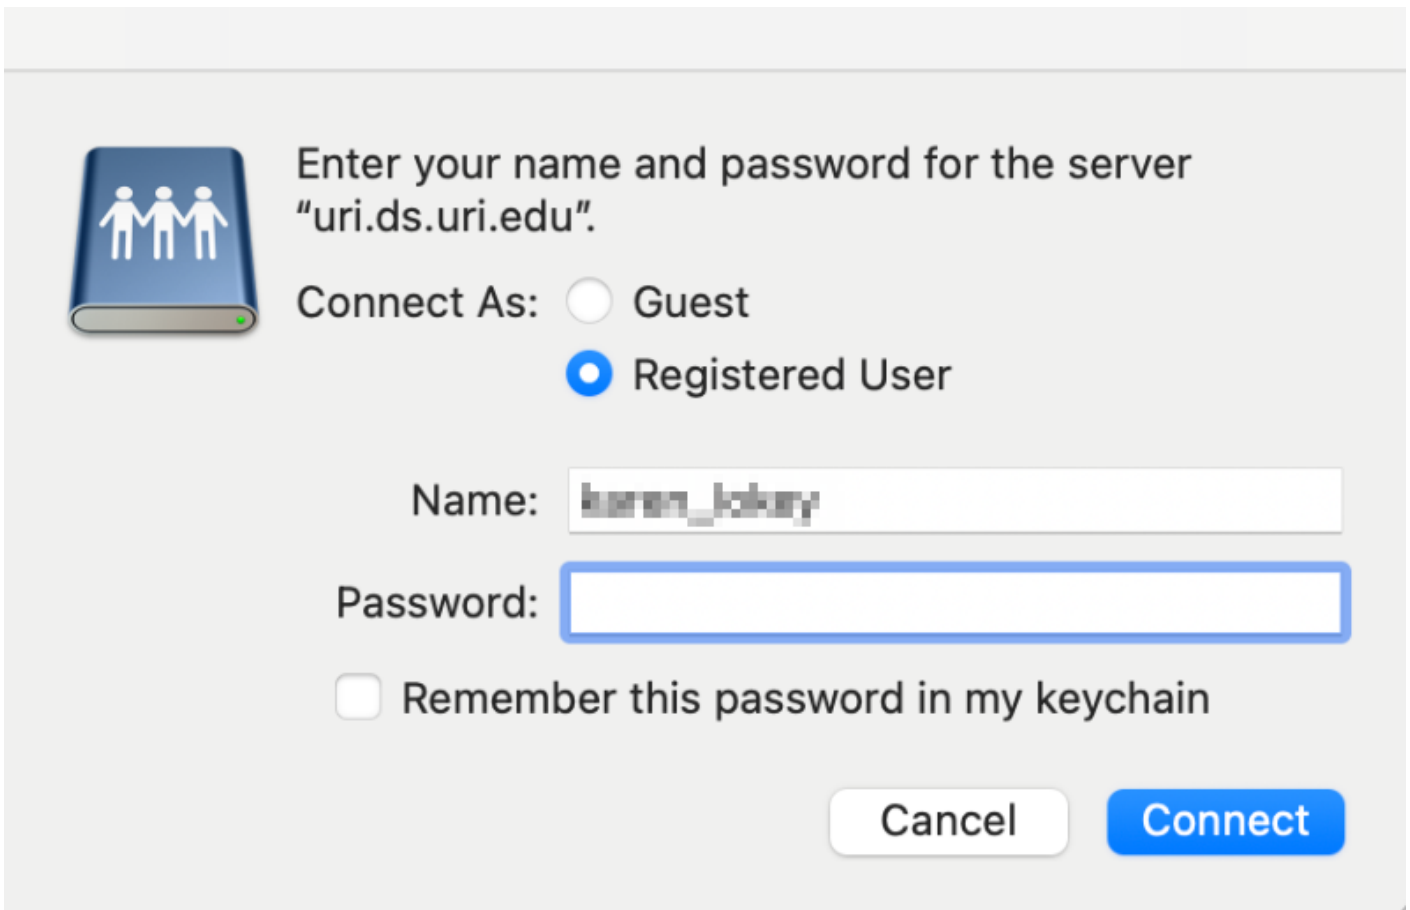 Enter your name and password for the server
“uri.ds.uri.edu”.
Connect As:
Guest
Registered User
Name:
Password:
Remember this password in my keychain
Cancel
Connect